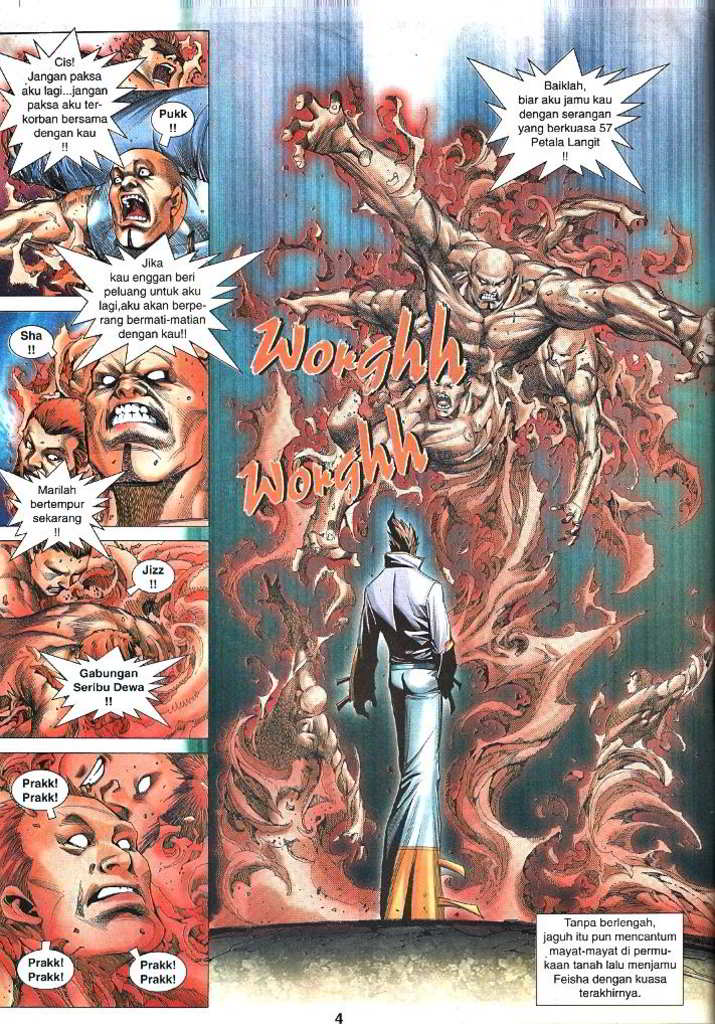 Cis!
Jangan paksa
aku lagi...jangan
paksa aku ter-
korban bersama
dengan kau
!!
Pukk
!!
Jika
kau enggan beri
peluang untuk aku
lagi,aku akan berpe-
rang bermati-matian
dengan kau!!
Sha
!!
Marilah
bertempur
sekarang
!!
Jizz
!!
Gabungan
Seribu Dewa
!!
Prakk!
Prakk!
Prakk!
Prakk!
Prakk!
Prakk!
Baiklah,
biar aku jamu kau
dengan serangan
yang berkuasa 57
Petala Langit
!!
Worghh
Worghh
Tanpa berlengah,
jaguh itu pun mencantum
mayat-mayat di permu-
kaan tanah lalu menjamu
Feisha dengan kuasa
terakhirnya.
4